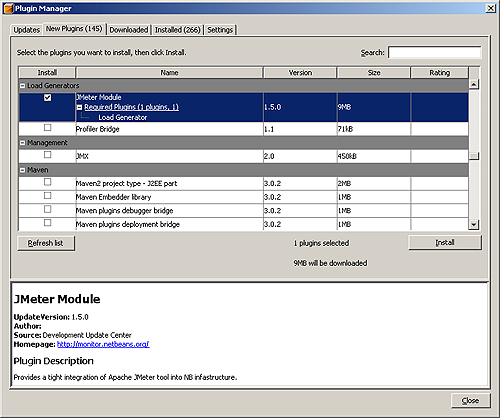 Plugin Manager
Updates New Plugins (145) Downloaded Installed (266) Settings
Select the plugins you want to install, then click Install. Search:
Install Name Version Size Rating
Load Generators
JMeter Module
Required Plugins (1 plugins, 1) 1.5.0 9MB
Load Generator
Profiler Bridge 1.1 71kB
Management
JMX 2.0 450kB
Maven
Maven2 project type - J2EE part 3.0.2 2MB
Maven Embedder library 3.0.2 1MB
Maven plugins debugger bridge 3.0.2 1MB
Maven plugins deployment bridge 3.0.2 1MB
Refresh list 1 plugins selected Install
9MB will be downloaded
JMeter Module
UpdateVersion: 1.5.0
Author:
Source: Development Update Center
Homepage: http://monitor.netbeans.org/
Plugin Description
Provides a tight integration of Apache JMeter tool into NB infastructure.
Close